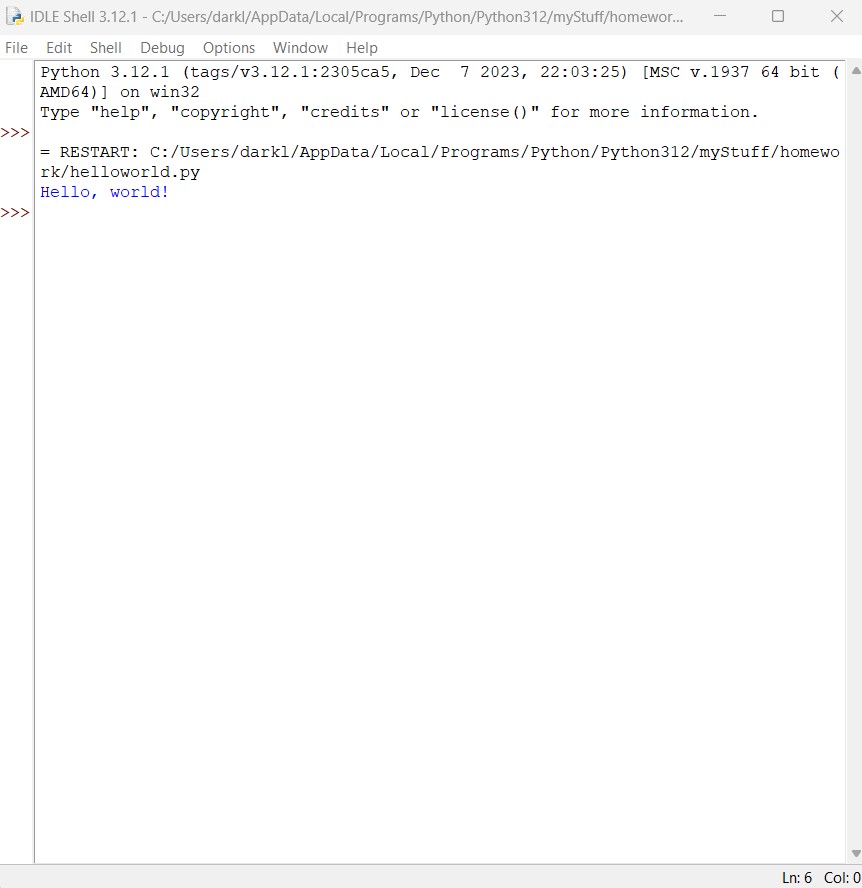 IDLE Shell 3.12.1 - C:/Users/darkl/AppData/Local/Programs/Python/Python312/myStuff/homewor...
File Edit Shell Debug Options Window Help
Python 3.12.1 (tags/v3.12.1:2305ca5, Dec  7 2023, 22:03:25) [MSC v.1937 64 bit (
AMD64)] on win32
Type "help", "copyright", "credits" or "license()" for more information.
>>>
= RESTART: C:/Users/darkl/AppData/Local/Programs/Python/Python312/myStuff/homewo
rk/helloworld.py
Hello, world!
>>>
Ln: 6 Col: 0